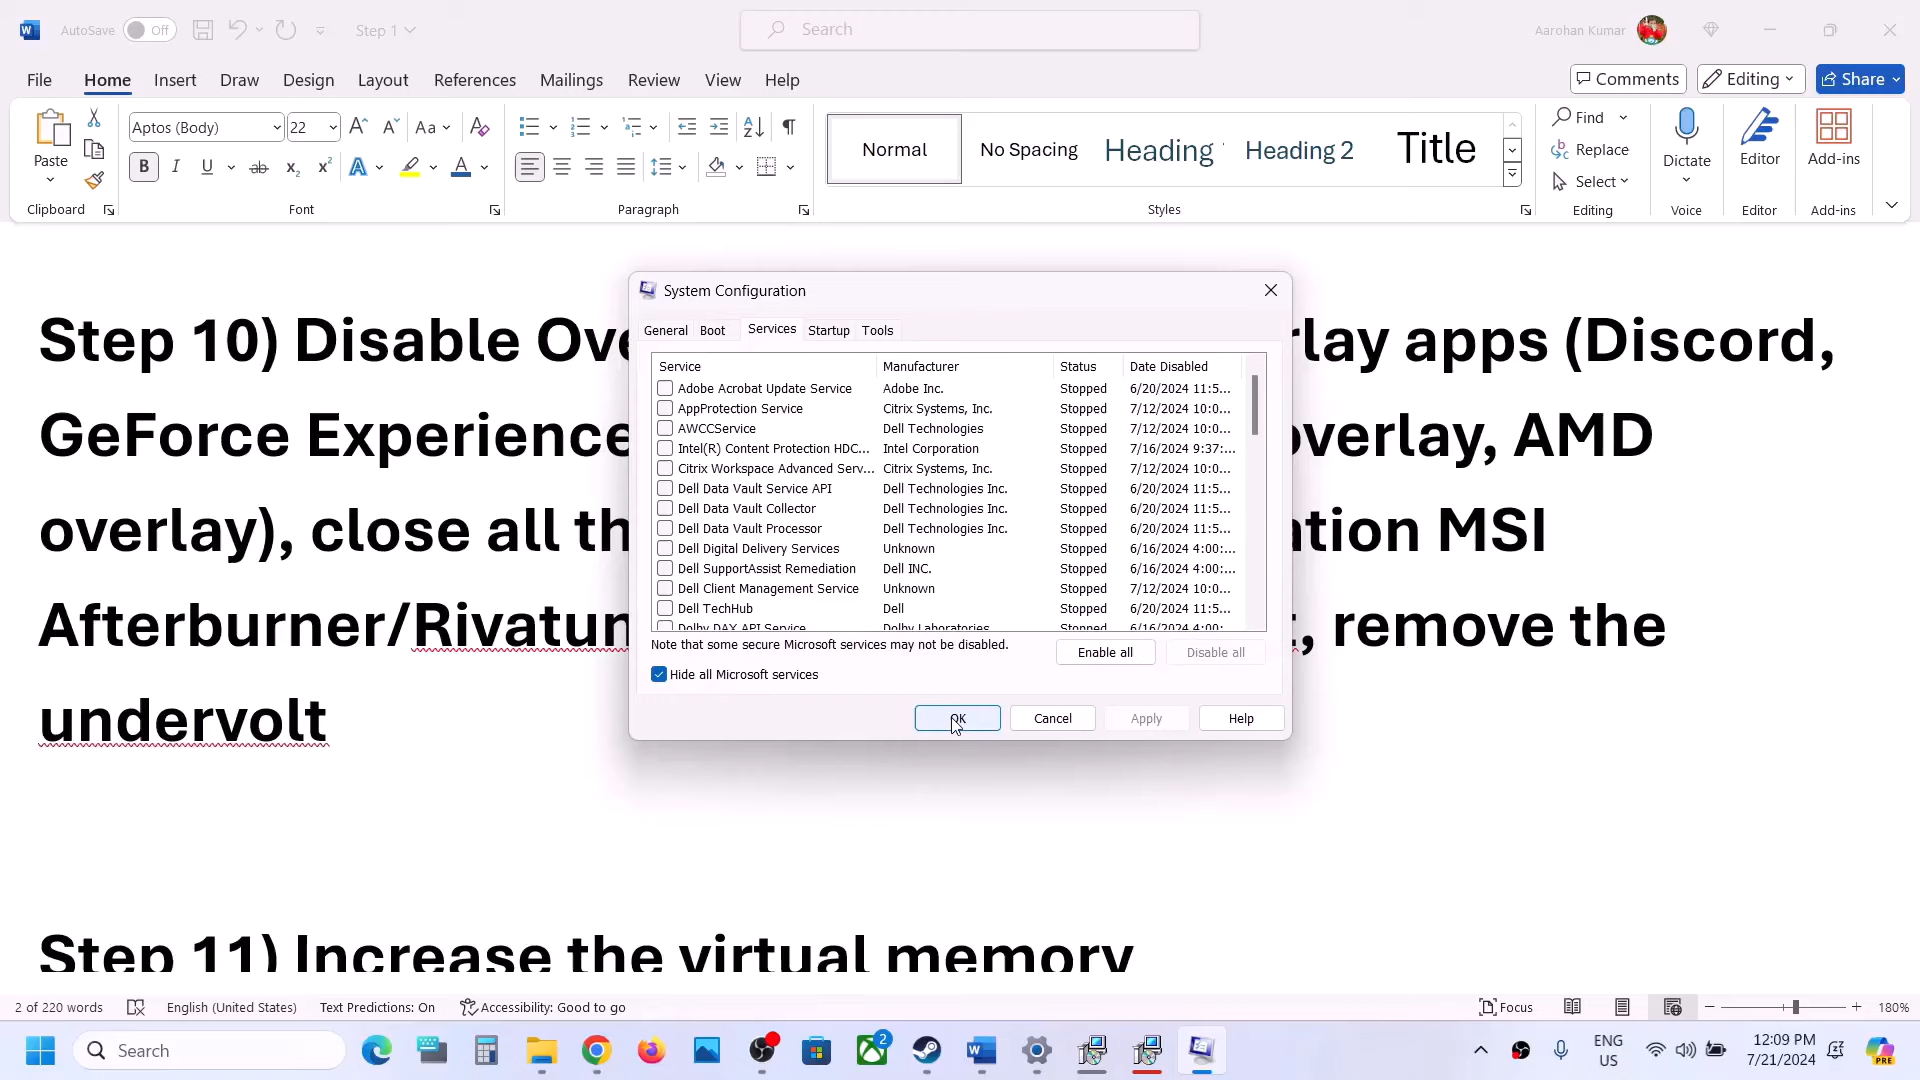 AutoSave Off Step 1 Search Aarohan Kumar
File Home Insert Draw Design Layout References Mailings Review View Help Comments Editing Share
Paste Aptos (Body) 22 Normal No Spacing Heading Heading 2 Title Find Replace Select Dictate Editor Add-ins
Clipboard Font Paragraph Styles Editing Voice Editor Add-ins
Step 10) Disable Ove rlay apps (Discord,
GeForce Experience overlay, AMD
overlay), close all th ation MSI
Afterburner/Rivatun , remove the
undervolt
Step 11) Increase the virtual memory
System Configuration
General Boot Services Startup Tools
Service Manufacturer Status Date Disabled
Adobe Acrobat Update Service Adobe Inc. Stopped 6/20/2024 11:5...
AppProtection Service Citrix Systems, Inc. Stopped 7/12/2024 10:0...
AWCCService Dell Technologies Stopped 7/12/2024 10:0...
Intel(R) Content Protection HDC... Intel Corporation Stopped 7/16/2024 9:37:...
Citrix Workspace Advanced Serv... Citrix Systems, Inc. Stopped 7/12/2024 10:0...
Dell Data Vault Service API Dell Technologies Inc. Stopped 6/20/2024 11:5...
Dell Data Vault Collector Dell Technologies Inc. Stopped 6/20/2024 11:5...
Dell Data Vault Processor Dell Technologies Inc. Stopped 6/20/2024 11:5...
Dell Digital Delivery Services Unknown Stopped 6/16/2024 4:00:...
Dell SupportAssist Remediation Dell INC. Stopped 6/16/2024 4:00:...
Dell Client Management Service Unknown Stopped 7/12/2024 10:0...
Dell TechHub Dell Stopped 6/20/2024 11:5...
Dolby DAX API Service Dolby Laboratories Stopped 6/16/2024 4:00:
Note that some secure Microsoft services may not be disabled. Enable all Disable all
Hide all Microsoft services
OK Cancel Apply Help
2 of 220 words English (United States) Text Predictions: On Accessibility: Good to go Focus 180%
Search 2 ENG US 12:09 PM 7/21/2024 PRE